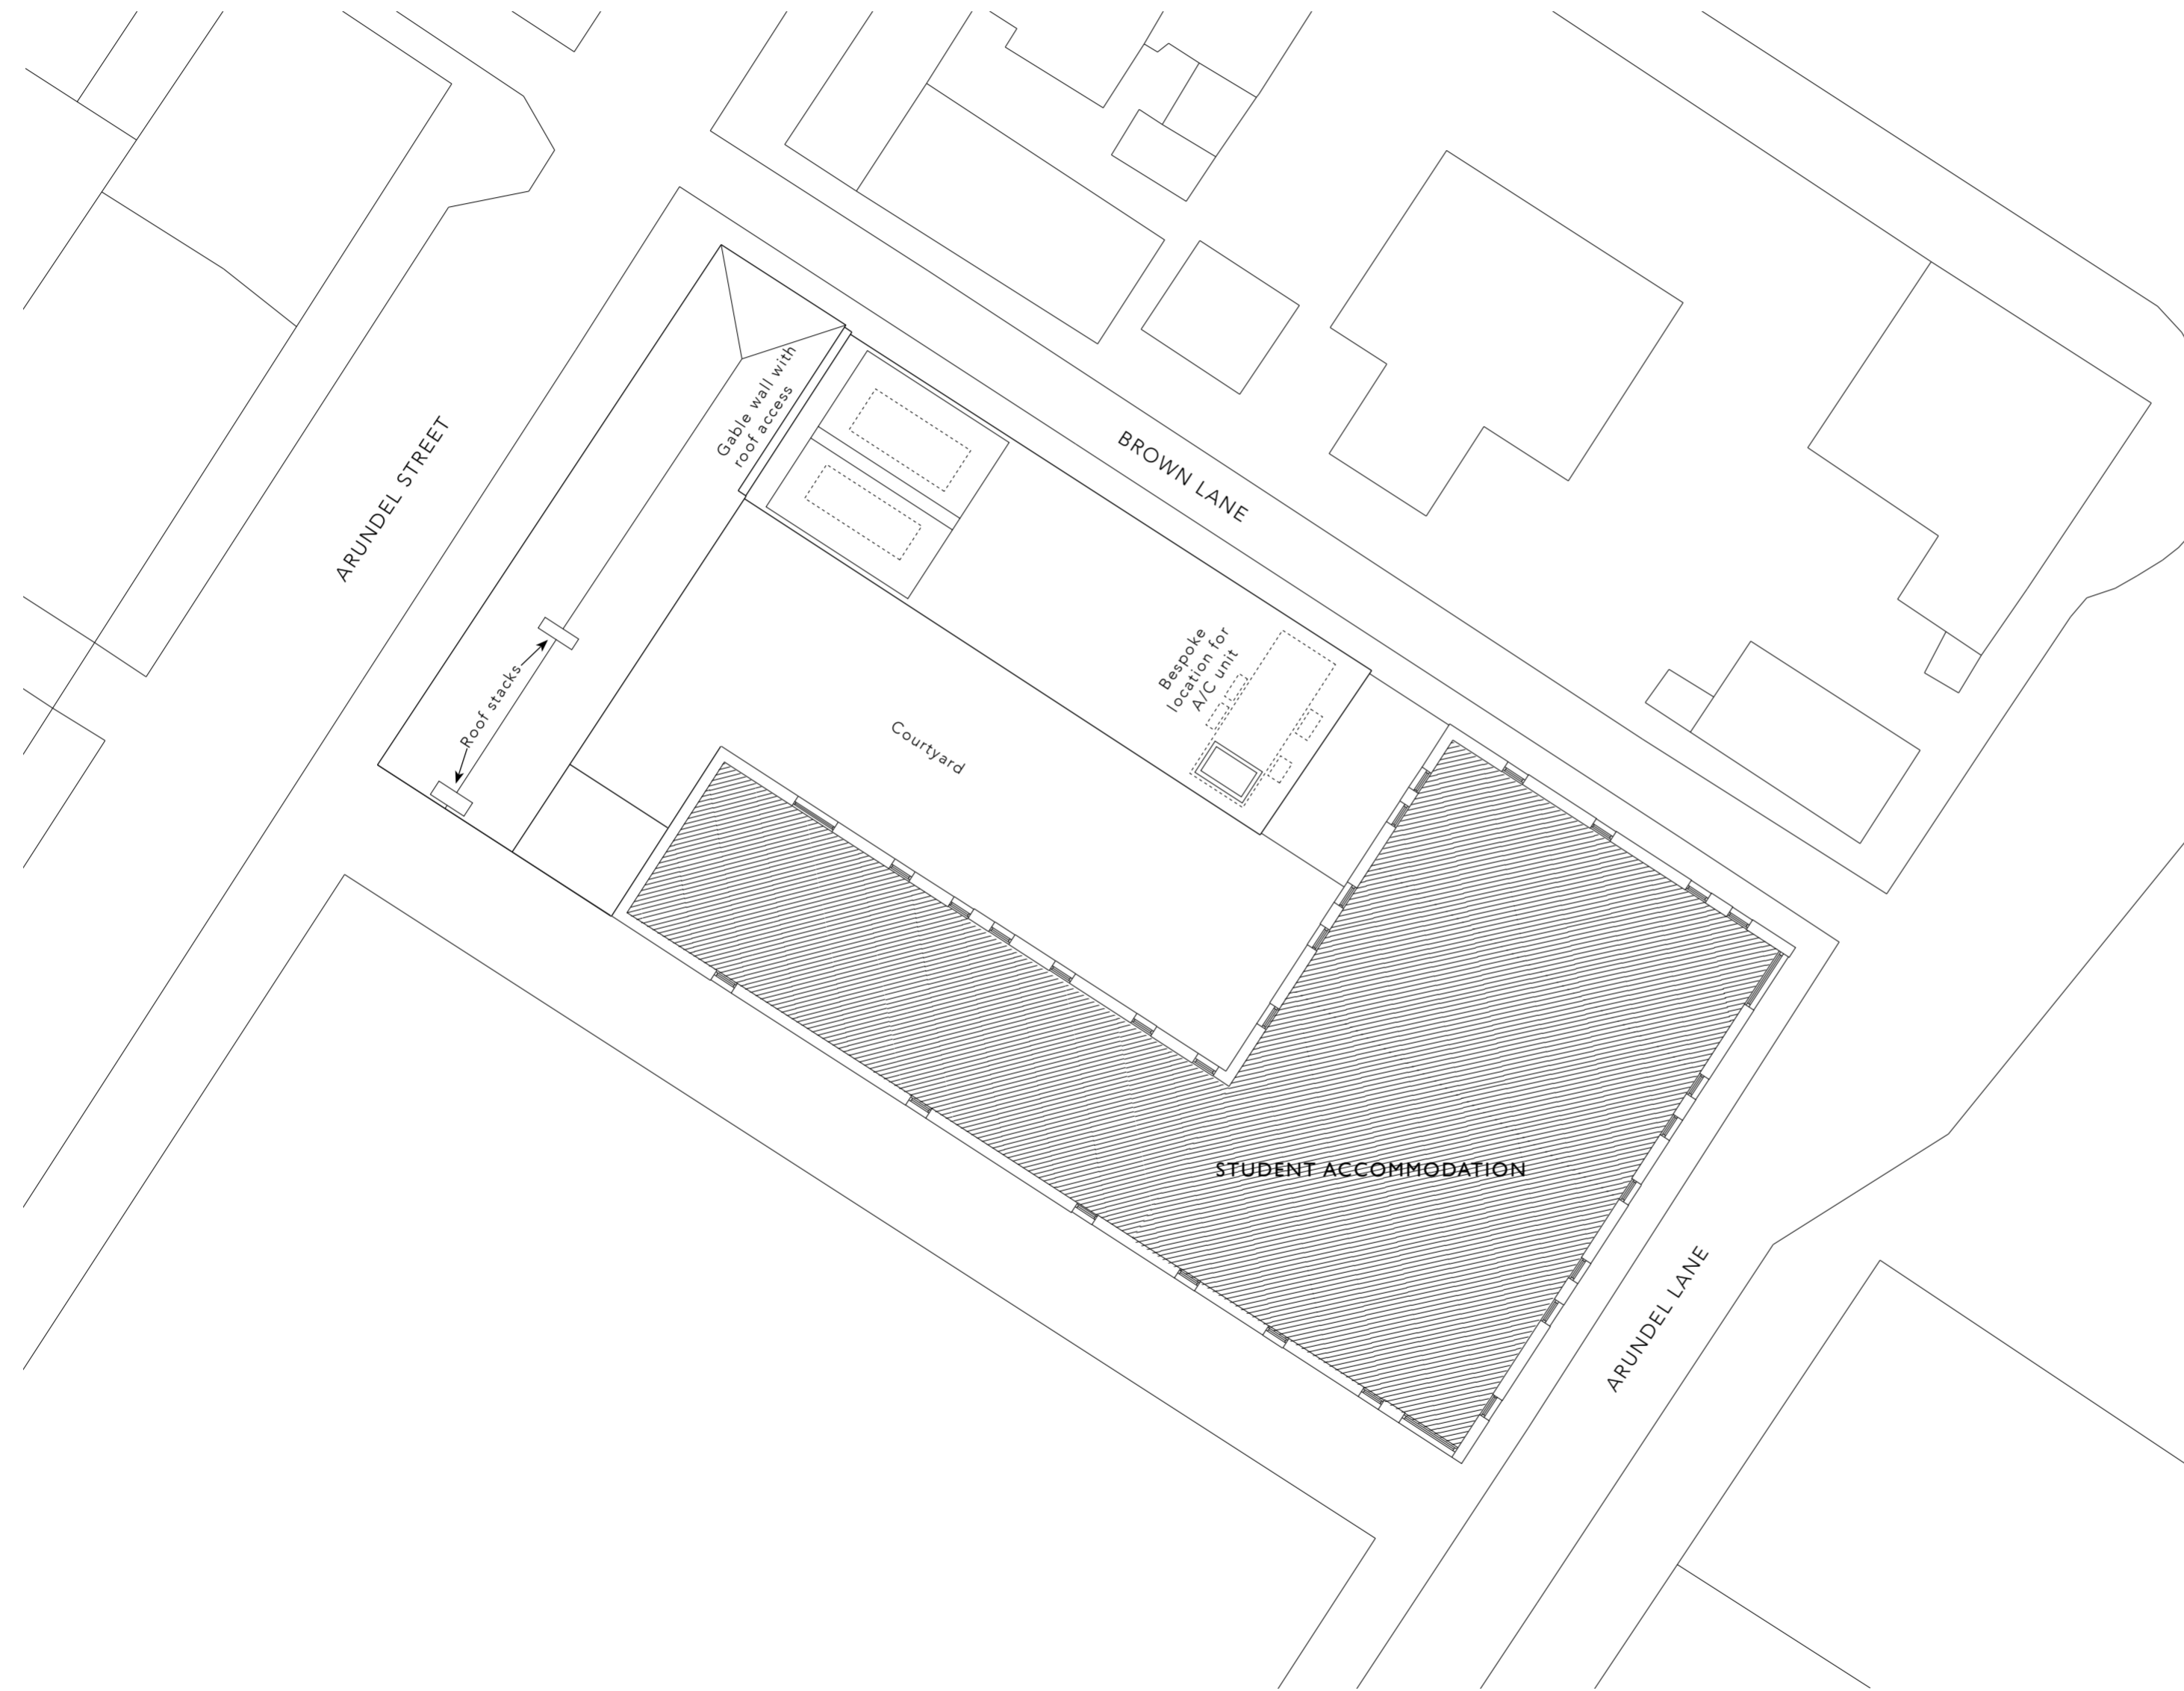 ARUNDEL STREET
Gable wall with
roof access
BROWN LANE
Roof stacks
Courtyard
Bespoke
location for
A/C unit
STUDENT ACCOMMODATION
ARUNDEL LANE